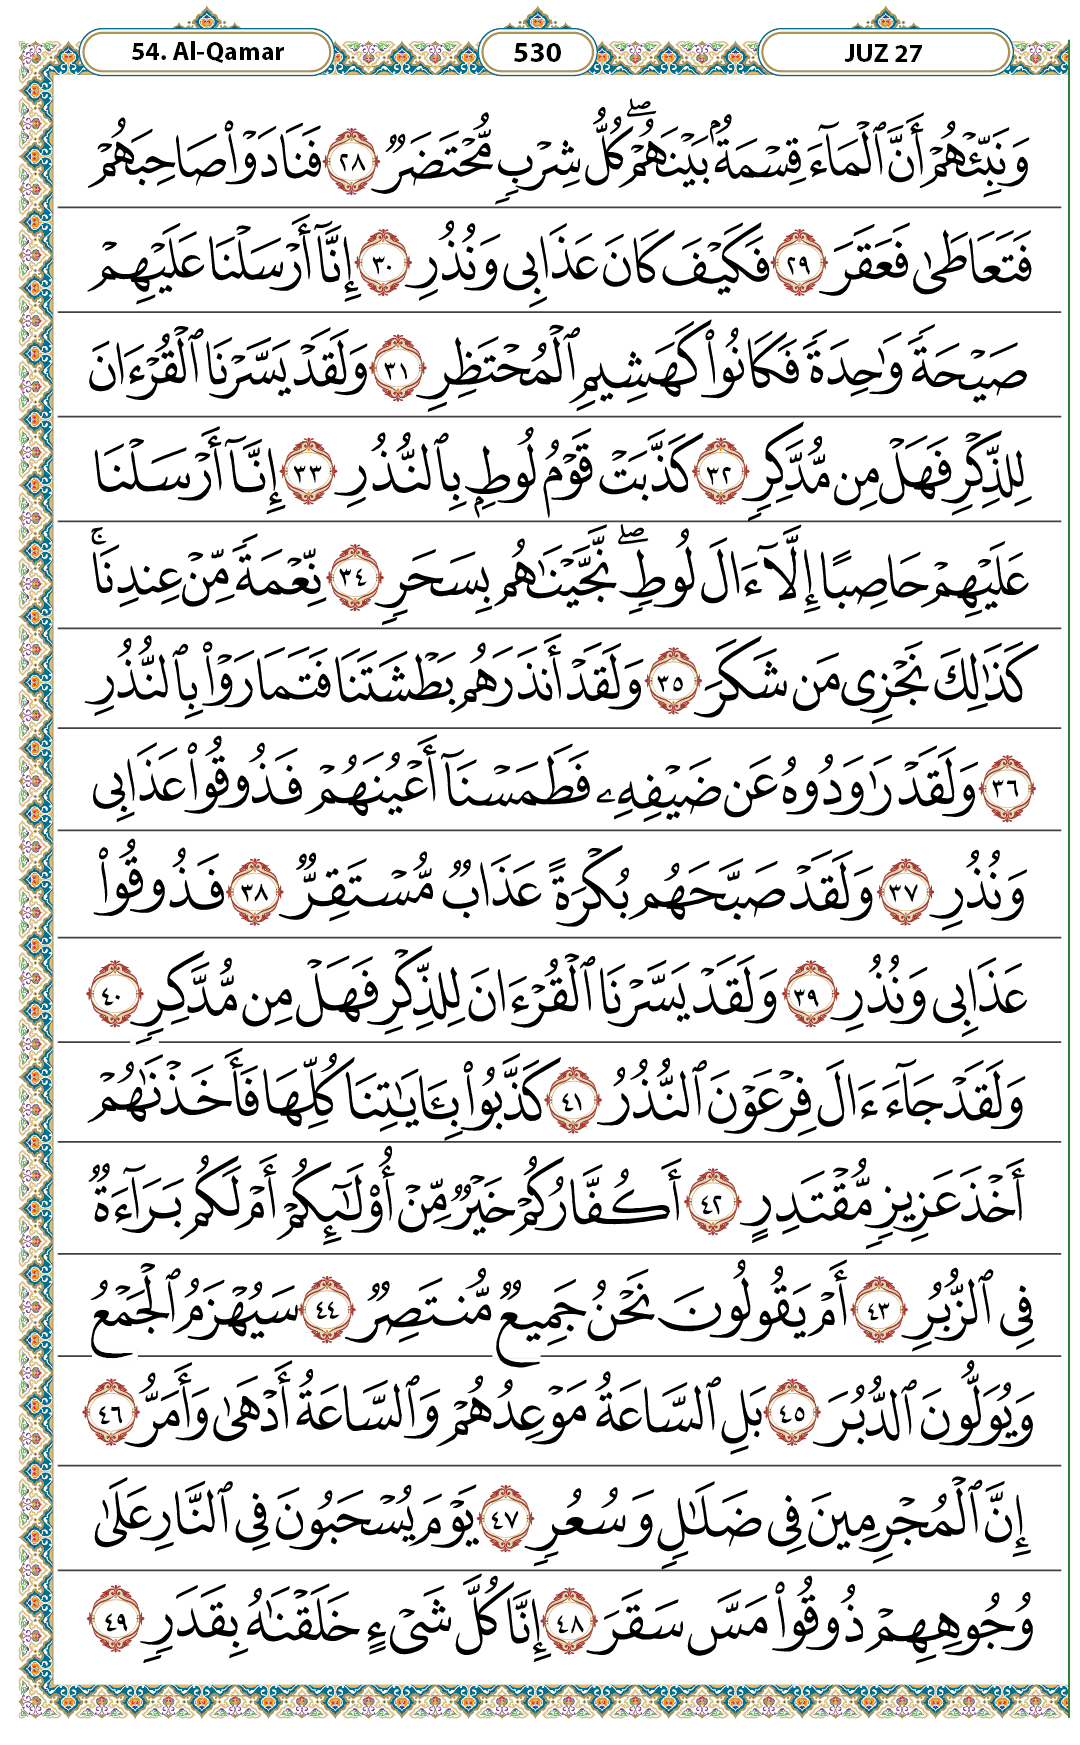 54. Al-Qamar 530 JUZ 27
وَنَبِّئْهُمْ أَنَّ ٱلْمَآءَ قِسْمَةٌۢ بَيْنَهُمْ ۖ كُلُّ شِرْبٍ مُّحْتَضَرٌ ٢٨ فَنَادَوْا۟ صَاحِبَهُمْ
فَتَعَاطَىٰ فَعَقَرَ ٢٩ فَكَيْفَ كَانَ عَذَابِى وَنُذُرِ ٣٠ إِنَّآ أَرْسَلْنَا عَلَيْهِمْ
صَيْحَةً وَٰحِدَةً فَكَانُوا۟ كَهَشِيمِ ٱلْمُحْتَظِرِ ٣١ وَلَقَدْ يَسَّرْنَا ٱلْقُرْءَانَ
لِلذِّكْرِ فَهَلْ مِن مُّدَّكِرٍ ٣٢ كَذَّبَتْ قَوْمُ لُوطٍۭ بِٱلنُّذُرِ ٣٣ إِنَّآ أَرْسَلْنَا
عَلَيْهِمْ حَاصِبًا إِلَّآ ءَالَ لُوطٍ ۖ نَّجَّيْنَٰهُم بِسَحَرٍ ٣٤ نِّعْمَةً مِّنْ عِندِنَا ۚ
كَذَٰلِكَ نَجْزِى مَن شَكَرَ ٣٥ وَلَقَدْ أَنذَرَهُم بَطْشَتَنَا فَتَمَارَوْا۟ بِٱلنُّذُرِ
٣٦ وَلَقَدْ رَٰوَدُوهُ عَن ضَيْفِهِۦ فَطَمَسْنَآ أَعْيُنَهُمْ فَذُوقُوا۟ عَذَابِى
وَنُذُرِ ٣٧ وَلَقَدْ صَبَّحَهُم بُكْرَةً عَذَابٌ مُّسْتَقِرٌّ ٣٨ فَذُوقُوا۟
عَذَابِى وَنُذُرِ ٣٩ وَلَقَدْ يَسَّرْنَا ٱلْقُرْءَانَ لِلذِّكْرِ فَهَلْ مِن مُّدَّكِرٍ ٤٠
وَلَقَدْ جَآءَ ءَالَ فِرْعَوْنَ ٱلنُّذُرُ ٤١ كَذَّبُوا۟ بِـَٔايَٰتِنَا كُلِّهَا فَأَخَذْنَٰهُمْ
أَخْذَ عَزِيزٍ مُّقْتَدِرٍ ٤٢ أَكُفَّارُكُمْ خَيْرٌ مِّنْ أُو۟لَٰٓئِكُمْ أَمْ لَكُم بَرَآءَةٌ
فِى ٱلزُّبُرِ ٤٣ أَمْ يَقُولُونَ نَحْنُ جَمِيعٌ مُّنتَصِرٌ ٤٤ سَيُهْزَمُ ٱلْجَمْعُ
وَيُوَلُّونَ ٱلدُّبُرَ ٤٥ بَلِ ٱلسَّاعَةُ مَوْعِدُهُمْ وَٱلسَّاعَةُ أَدْهَىٰ وَأَمَرُّ ٤٦
إِنَّ ٱلْمُجْرِمِينَ فِى ضَلَٰلٍ وَسُعُرٍ ٤٧ يَوْمَ يُسْحَبُونَ فِى ٱلنَّارِ عَلَىٰ
وُجُوهِهِمْ ذُوقُوا۟ مَسَّ سَقَرَ ٤٨ إِنَّا كُلَّ شَىْءٍ خَلَقْنَٰهُ بِقَدَرٍ ٤٩